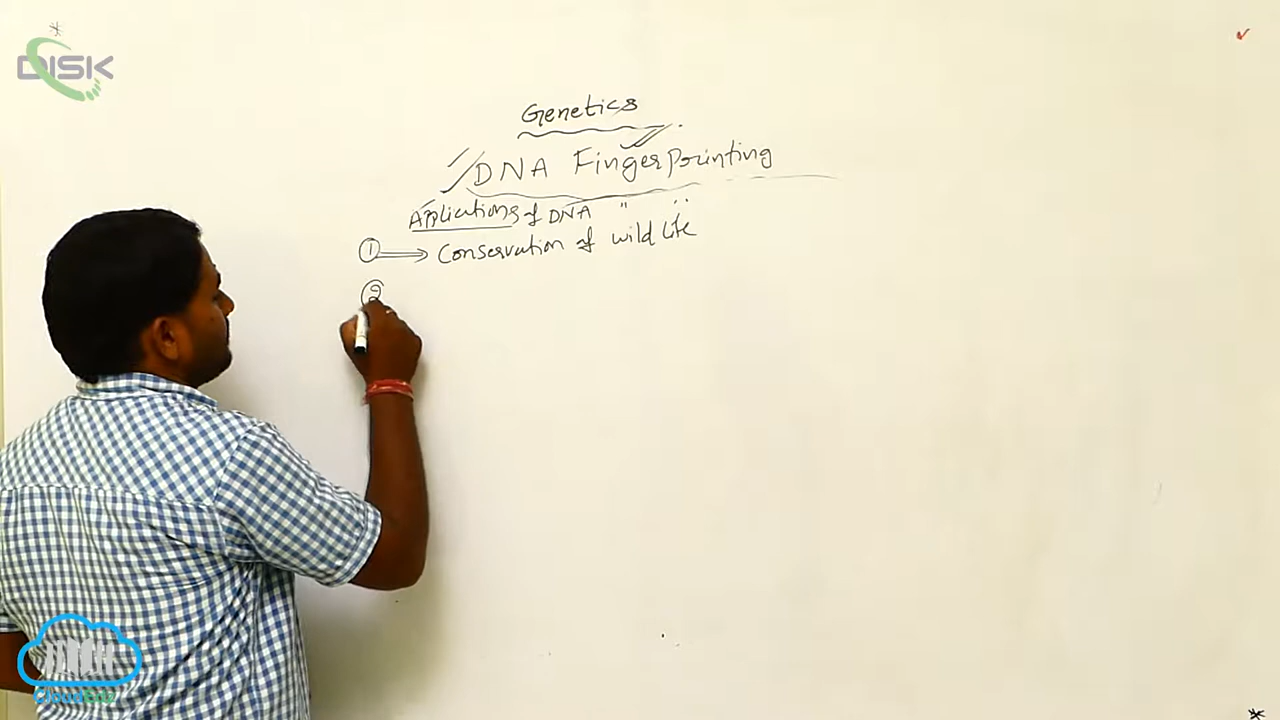 DISK
Genetics
DNA Fingerprinting
Applications of DNA " "
① ⟹ Conservation of wild life
②